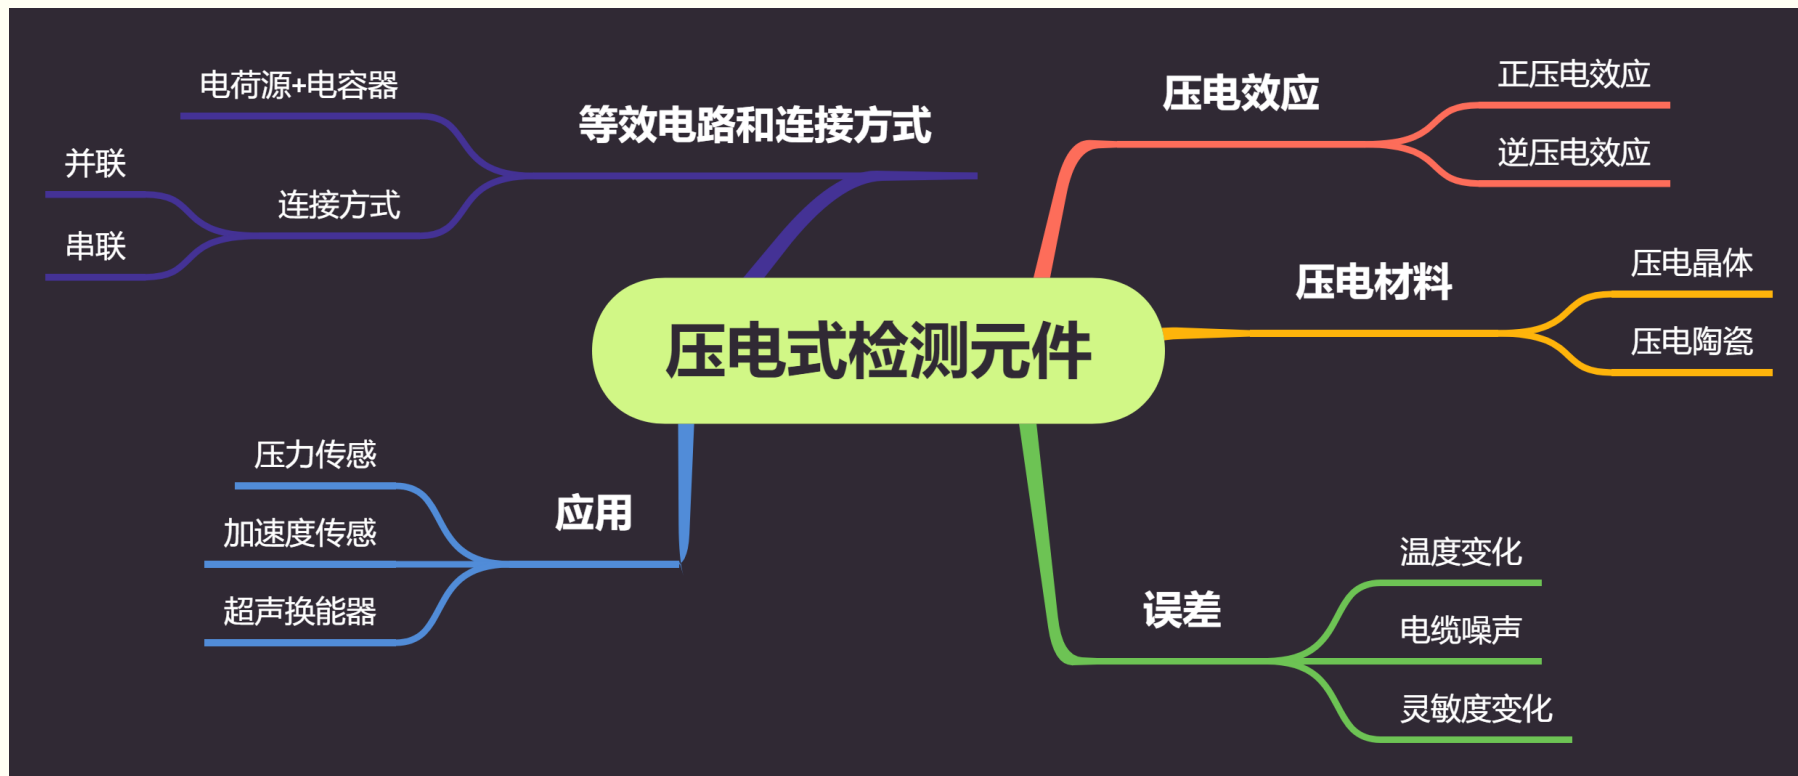 压电式检测元件
压电效应
正压电效应
逆压电效应
压电材料
压电晶体
压电陶瓷
误差
温度变化
电缆噪声
灵敏度变化
等效电路和连接方式
电荷源+电容器
连接方式
并联
串联
应用
压力传感
加速度传感
超声换能器